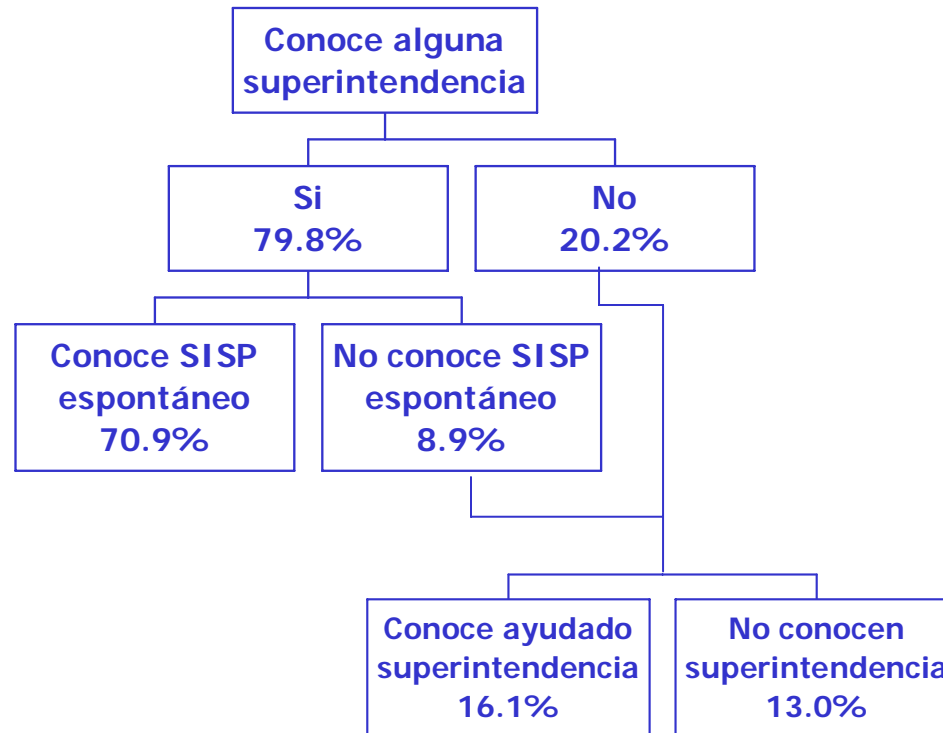 Conoce alguna
superintendencia
Si
79.8%
No
20.2%
Conoce SISP
espontáneo
70.9%
No conoce SISP
espontáneo
8.9%
Conoce ayudado
superintendencia
16.1%
No conocen
superintendencia
13.0%